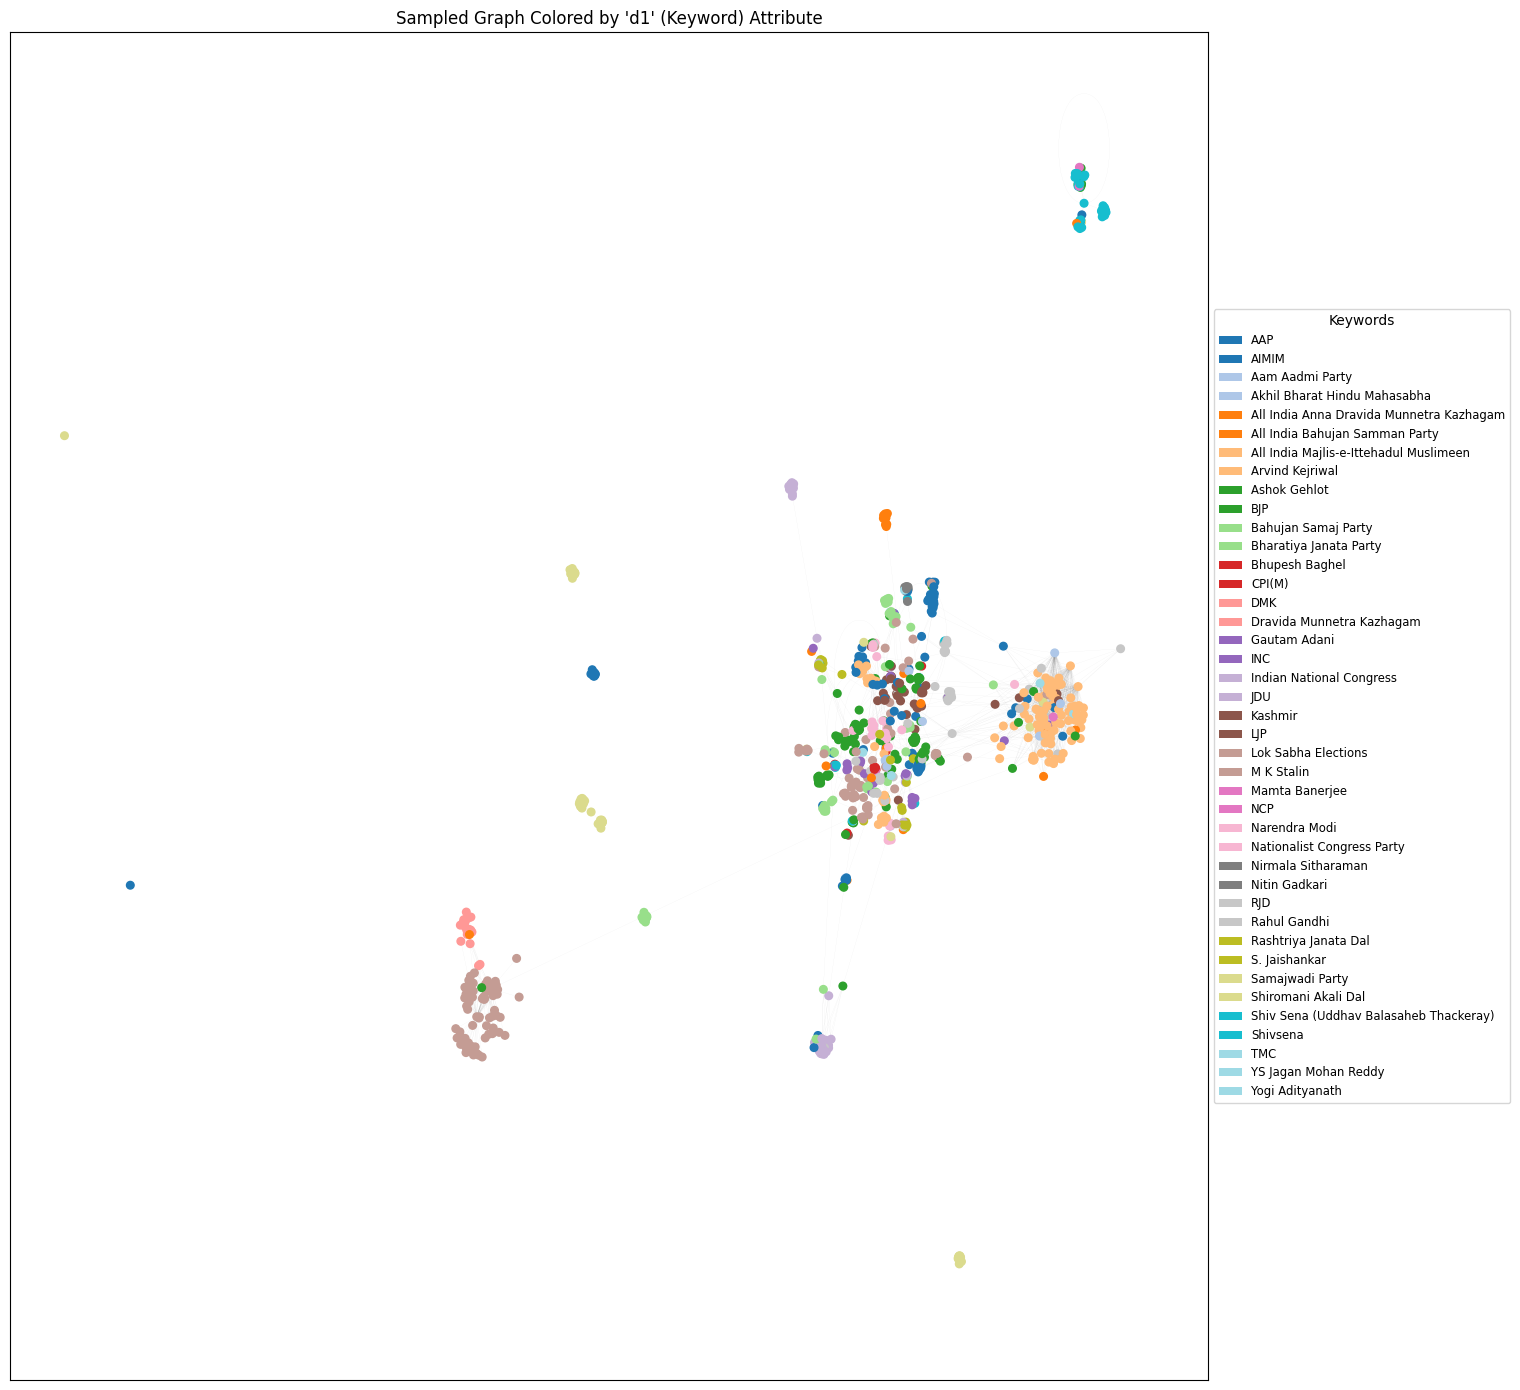 Sampled Graph Colored by 'd1' (Keyword) Attribute
Keywords
AAP
AIMIM
Aam Aadmi Party
Akhil Bharat Hindu Mahasabha
All India Anna Dravida Munnetra Kazhagam
All India Bahujan Samman Party
All India Majlis-e-Ittehadul Muslimeen
Arvind Kejriwal
Ashok Gehlot
BJP
Bahujan Samaj Party
Bharatiya Janata Party
Bhupesh Baghel
CPI(M)
DMK
Dravida Munnetra Kazhagam
Gautam Adani
INC
Indian National Congress
JDU
Kashmir
LJP
Lok Sabha Elections
M K Stalin
Mamta Banerjee
NCP
Narendra Modi
Nationalist Congress Party
Nirmala Sitharaman
Nitin Gadkari
RJD
Rahul Gandhi
Rashtriya Janata Dal
S. Jaishankar
Samajwadi Party
Shiromani Akali Dal
Shiv Sena (Uddhav Balasaheb Thackeray)
Shivsena
TMC
YS Jagan Mohan Reddy
Yogi Adityanath